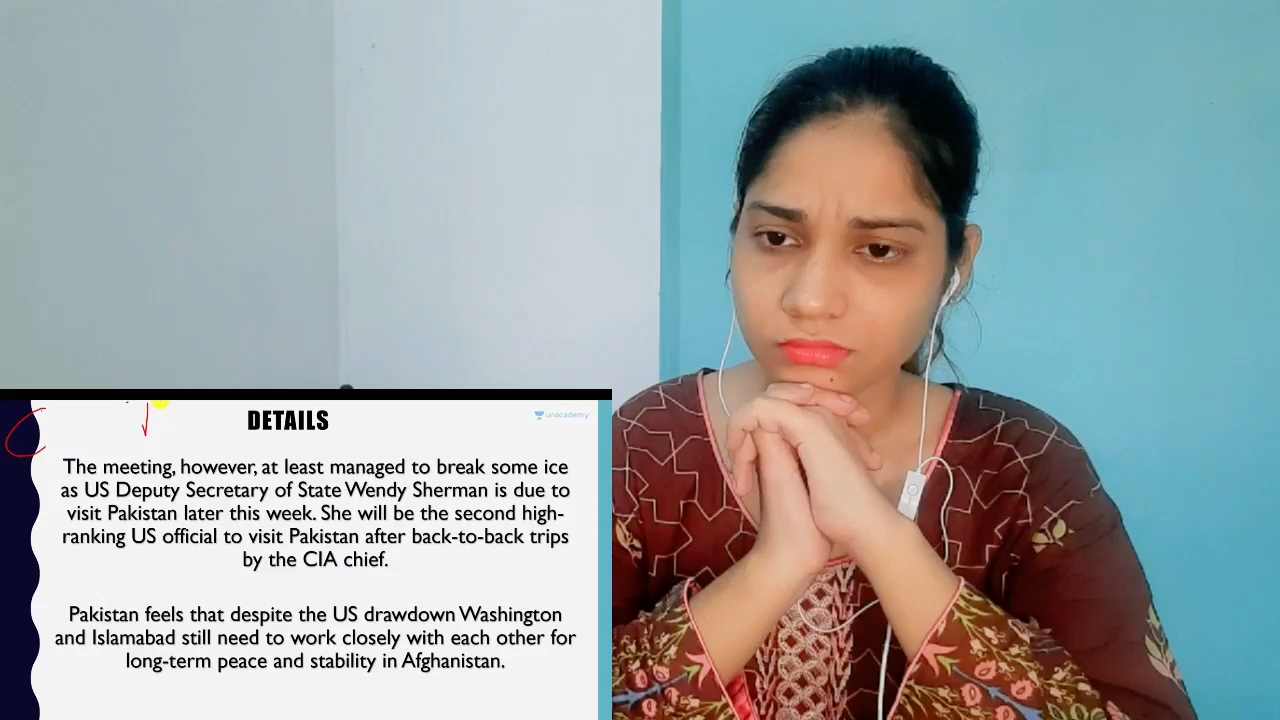 DETAILS
unacademy
The meeting, however, at least managed to break some ice
as US Deputy Secretary of State Wendy Sherman is due to
visit Pakistan later this week. She will be the second high-
ranking US official to visit Pakistan after back-to-back trips
by the CIA chief.
Pakistan feels that despite the US drawdown Washington
and Islamabad still need to work closely with each other for
long-term peace and stability in Afghanistan.